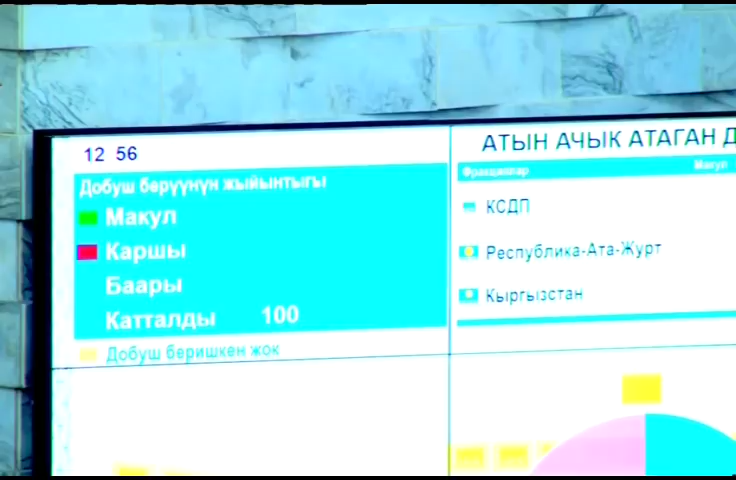 12 56
Добуш берүүнүн жыйынтыгы
Макул
Каршы
Баары
Катталды 100
Добуш беришкен жок
АТЫН АЧЫК АТАГАН Д
Фракциялар Макул
КСДП
Республика-Ата-Журт
Кыргызстан